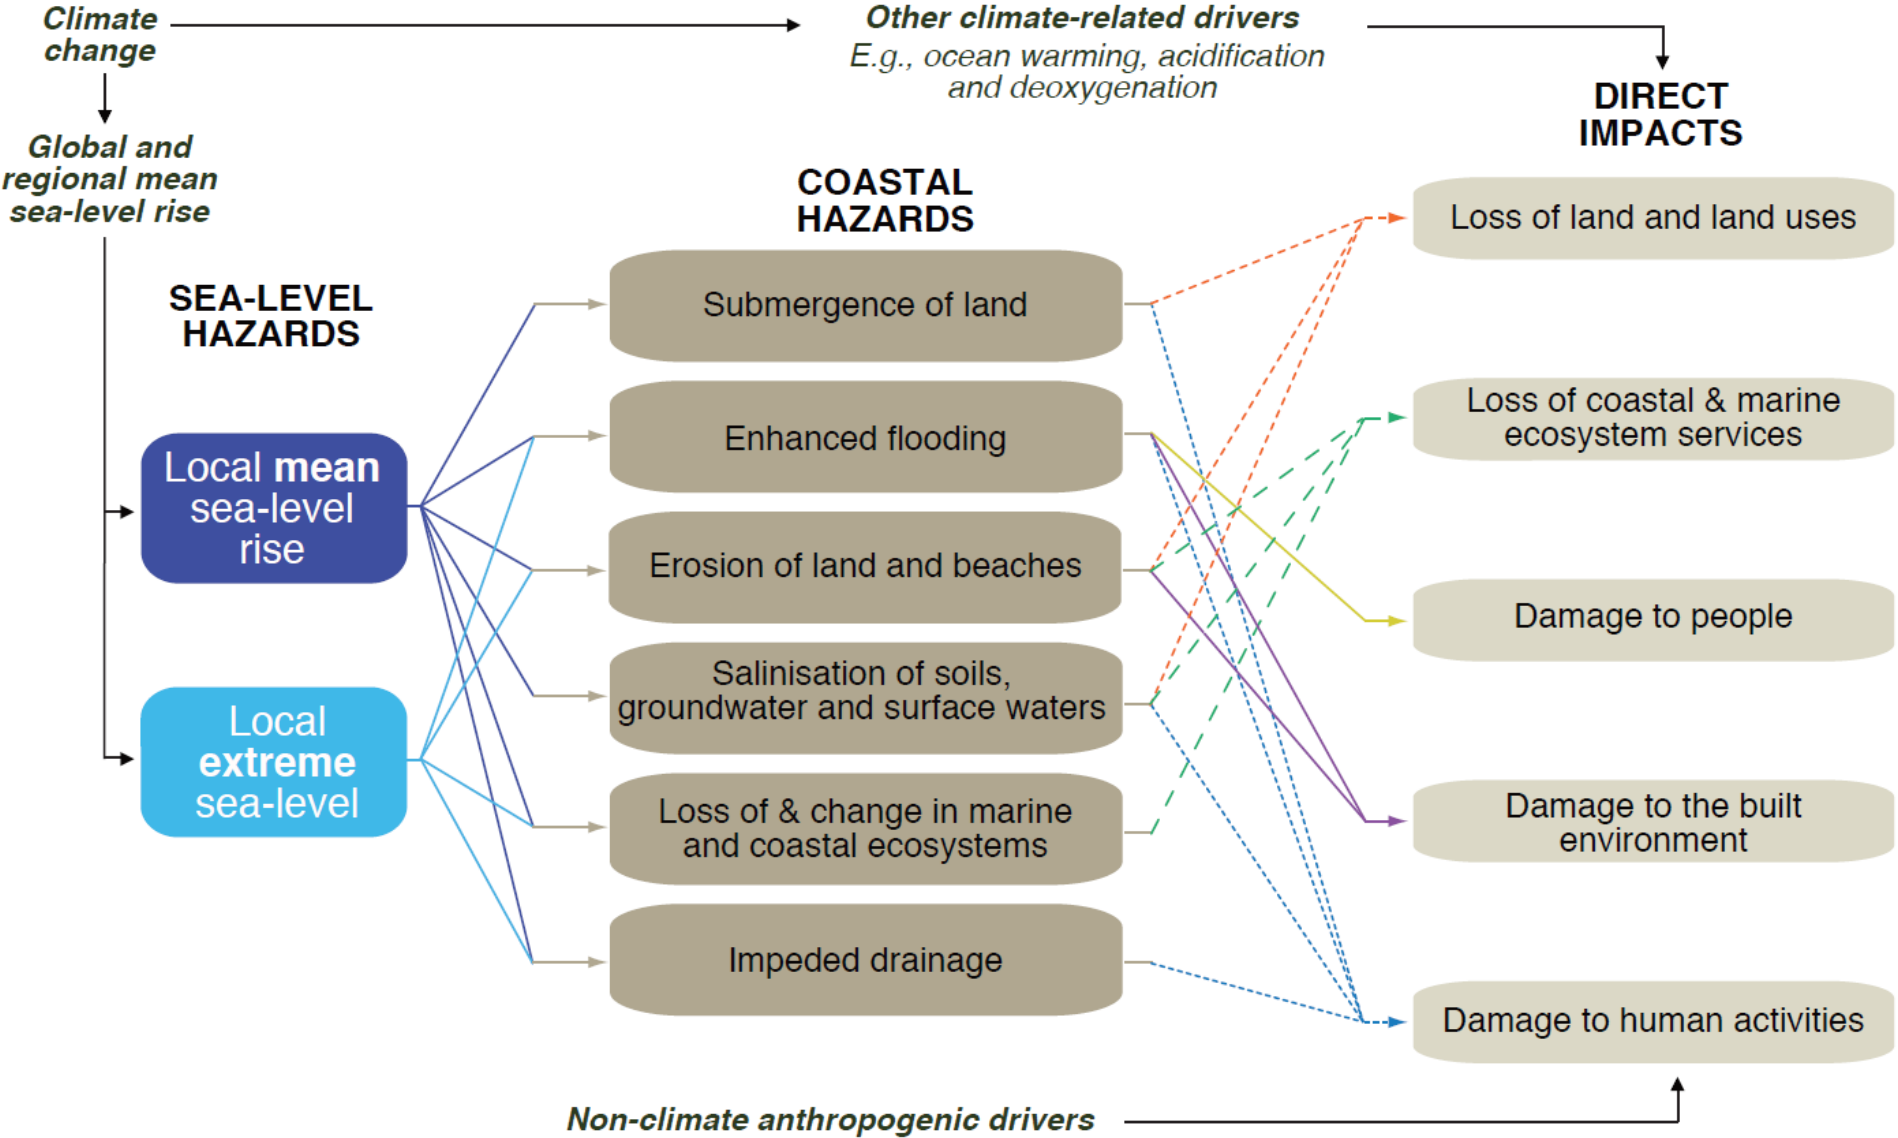 Climate
change
Other climate-related drivers
E.g., ocean warming, acidification
and deoxygenation
Global and
regional mean
sea-level rise
SEA-LEVEL
HAZARDS
Local mean
sea-level
rise
Local
extreme
sea-level
COASTAL
HAZARDS
Submergence of land
Enhanced flooding
Erosion of land and beaches
Salinisation of soils,
groundwater and surface waters
Loss of & change in marine
and coastal ecosystems
Impeded drainage
DIRECT
IMPACTS
Loss of land and land uses
Loss of coastal & marine
ecosystem services
Damage to people
Damage to the built
environment
Damage to human activities
Non-climate anthropogenic drivers